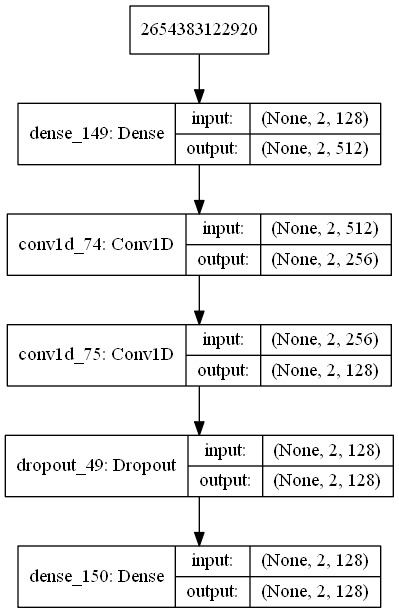 2654383122920
dense_149: Dense
input:
(None, 2, 128)
output:
(None, 2, 512)
conv1d_74: Conv1D
input:
(None, 2, 512)
output:
(None, 2, 256)
conv1d_75: Conv1D
input:
(None, 2, 256)
output:
(None, 2, 128)
dropout_49: Dropout
input:
(None, 2, 128)
output:
(None, 2, 128)
dense_150: Dense
input:
(None, 2, 128)
output:
(None, 2, 128)